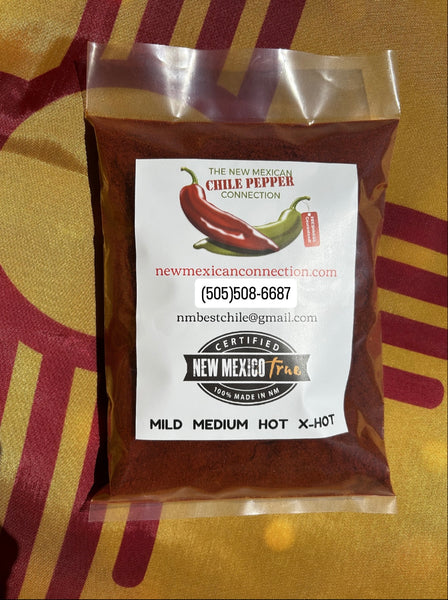 THE NEW MEXICAN
CHILE PEPPER
CONNECTION
newmexicanconnection.com
(505)508-6687
nmbestchile@gmail.com
CERTIFIED
NEW MEXICO True
100% MADE IN NM
MILD MEDIUM HOT X-HOT